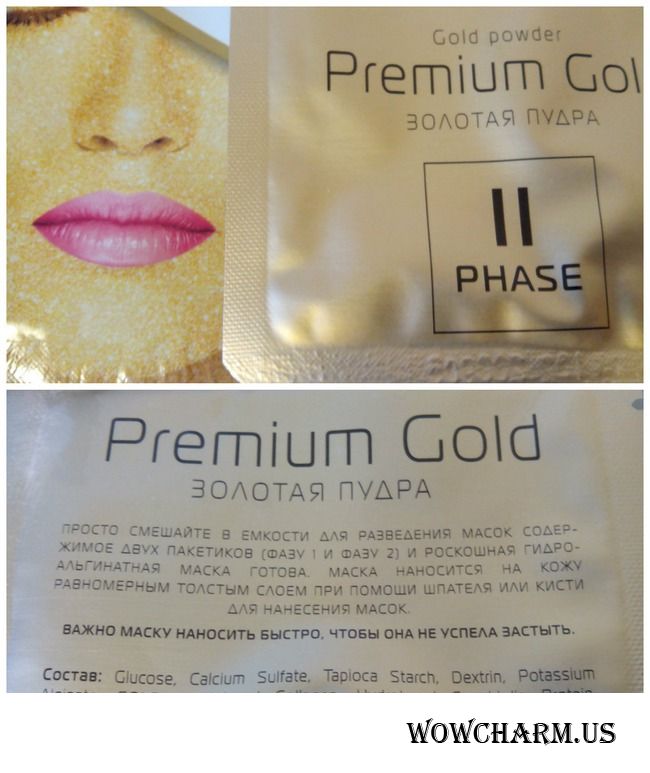 Gold powder
Premium Gol
ЗОЛОТАЯ ПУДРА
II
PHASE
Premium Gold
ЗОЛОТАЯ ПУДРА
ПРОСТО СМЕШАЙТЕ В ЕМКОСТИ ДЛЯ РАЗВЕДЕНИЯ МАСОК СОДЕР-
ЖИМОЕ ДВУХ ПАКЕТИКОВ (ФАЗУ 1 И ФАЗУ 2) И РОСКОШНАЯ ГИДРО-
АЛЬГИНАТНАЯ МАСКА ГОТОВА. МАСКА НАНОСИТСЯ НА КОЖУ
РАВНОМЕРНЫМ ТОЛСТЫМ СЛОЕМ ПРИ ПОМОЩИ ШПАТЕЛЯ ИЛИ КИСТИ
ДЛЯ НАНЕСЕНИЯ МАСОК.
ВАЖНО МАСКУ НАНОСИТЬ БЫСТРО, ЧТОБЫ ОНА НЕ УСПЕЛА ЗАСТЫТЬ.
Состав: Glucose, Calcium Sulfate, Tapioca Starch, Dextrin, Potassium
WOWCHARM.US